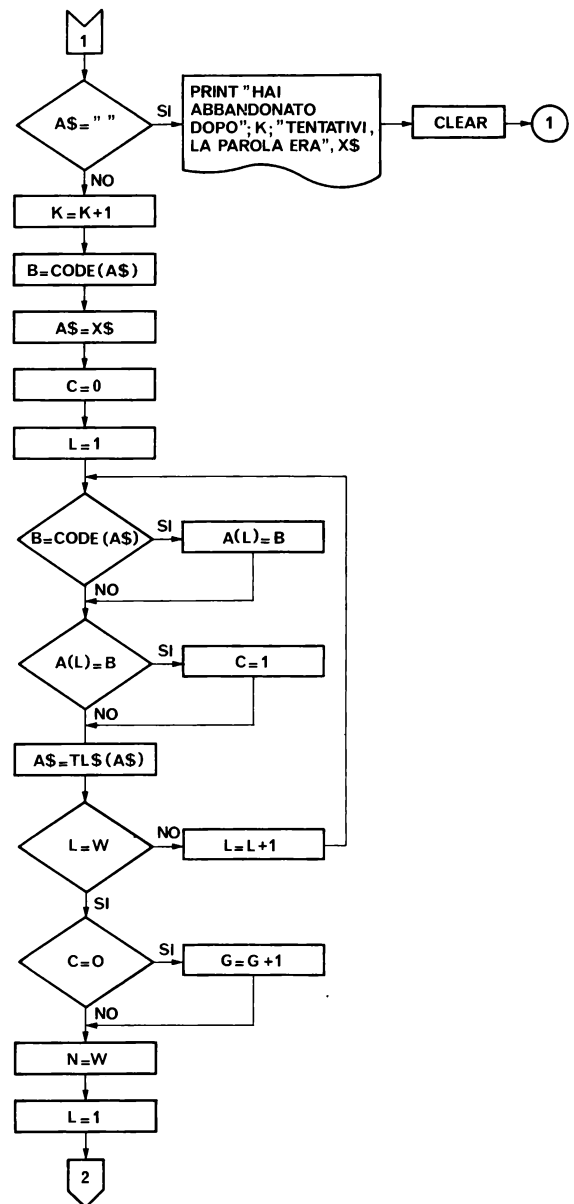 1
A$=" "
SI
PRINT "HAI
ABBANDONATO
DOPO"; K; "TENTATIVI,
LA PAROLA ERA", X$
CLEAR
1
NO
K=K+1
B=CODE(A$)
A$=X$
C=0
L=1
B=CODE(A$)
SI
A(L)=B
NO
A(L)=B
SI
C=1
NO
A$=TL$(A$)
L=W
NO
L=L+1
SI
C=O
SI
G=G+1
NO
N=W
L=1
2